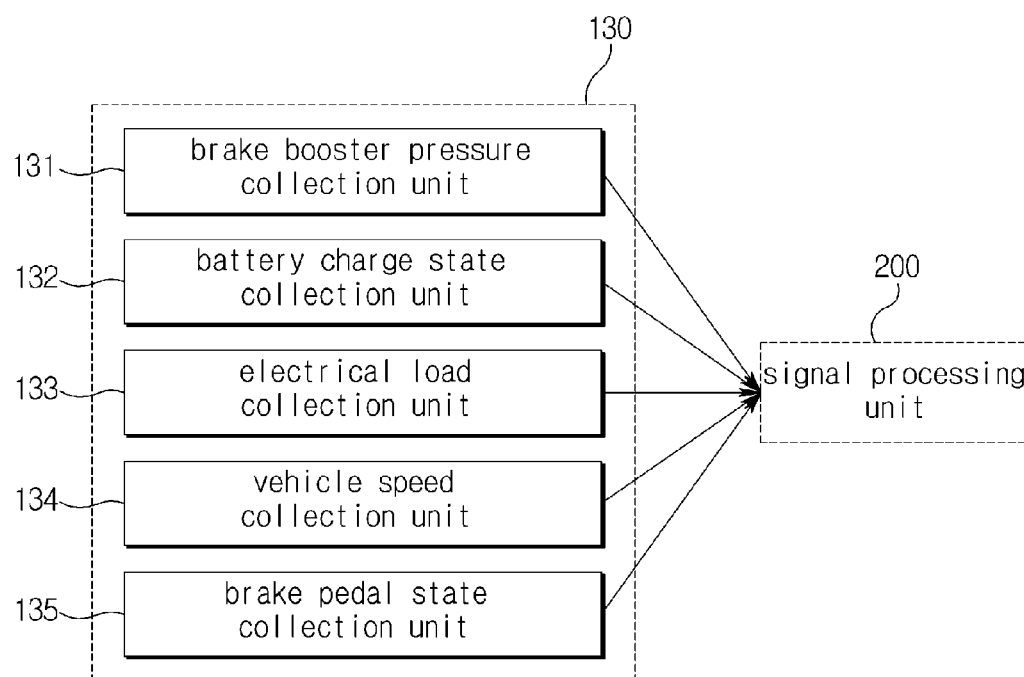 130
131
brake booster pressure
collection unit
132
battery charge state
collection unit
200
133
electrical load
collection unit
signal processing
unit
134
vehicle speed
collection unit
135
brake pedal state
collection unit